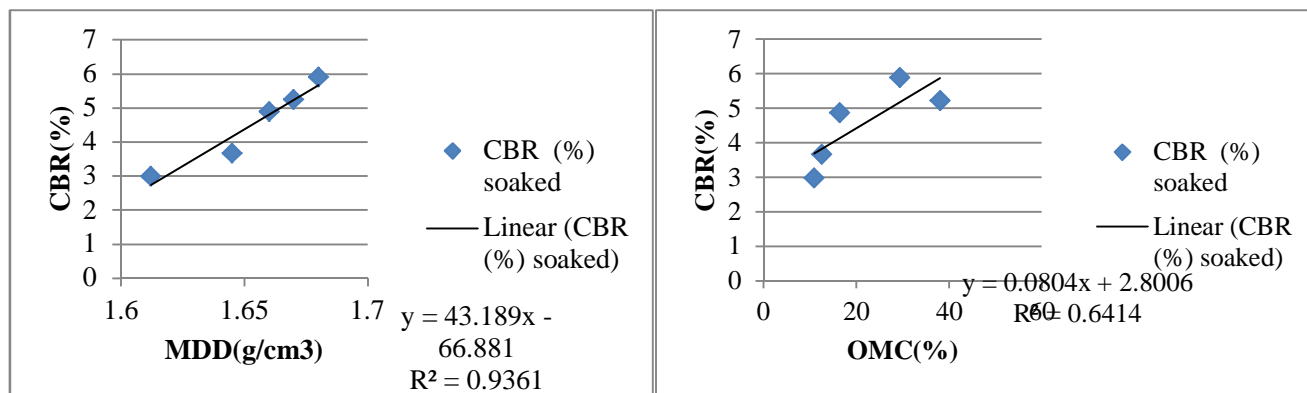 7
6
5
4
3
2
1
0
CBR(%)
1.6 1.65 1.7
MDD(g/cm3)
CBR (%)
soaked
Linear (CBR
(%) soaked)
y = 43.189x -
66.881
R² = 0.9361
7
6
5
4
3
2
1
0
CBR(%)
0 20 40 60
OMC(%)
CBR (%)
soaked
Linear (CBR
(%) soaked)
y = 0.0804x + 2.8006
R² = 0.6414